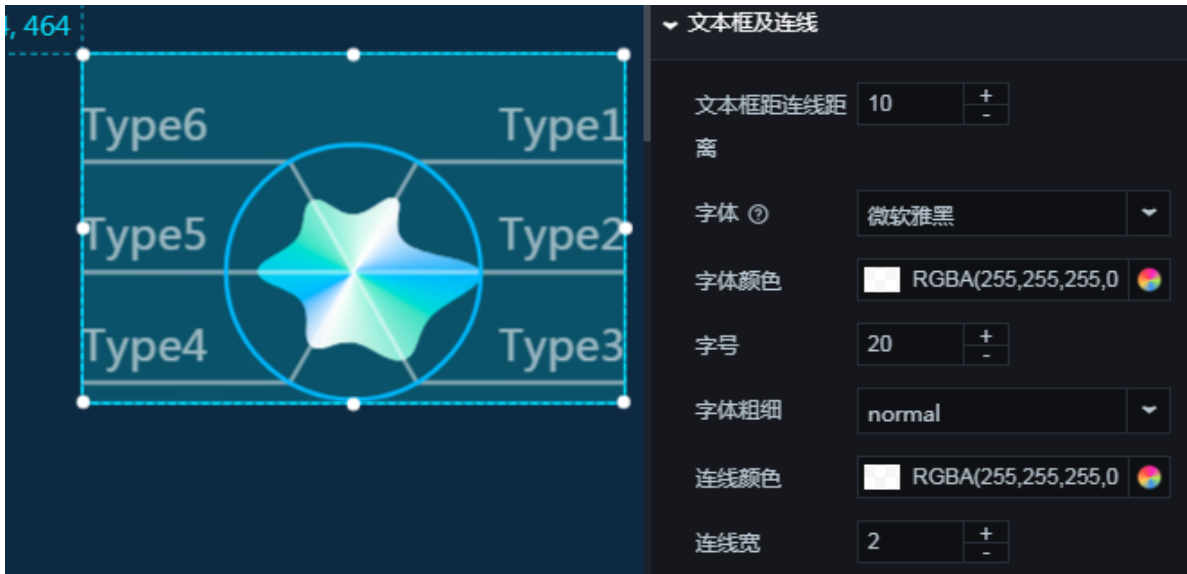 , 464
Type6
Type1
Type5
Type2
Type4
Type3
文本框及连线
文本框距连线距
离
10
+
-
字体
微软雅黑
字体颜色
RGBA(255,255,255,0
字号
20
+
-
字体粗细
normal
连线颜色
RGBA(255,255,255,0
连线宽
2
+
-